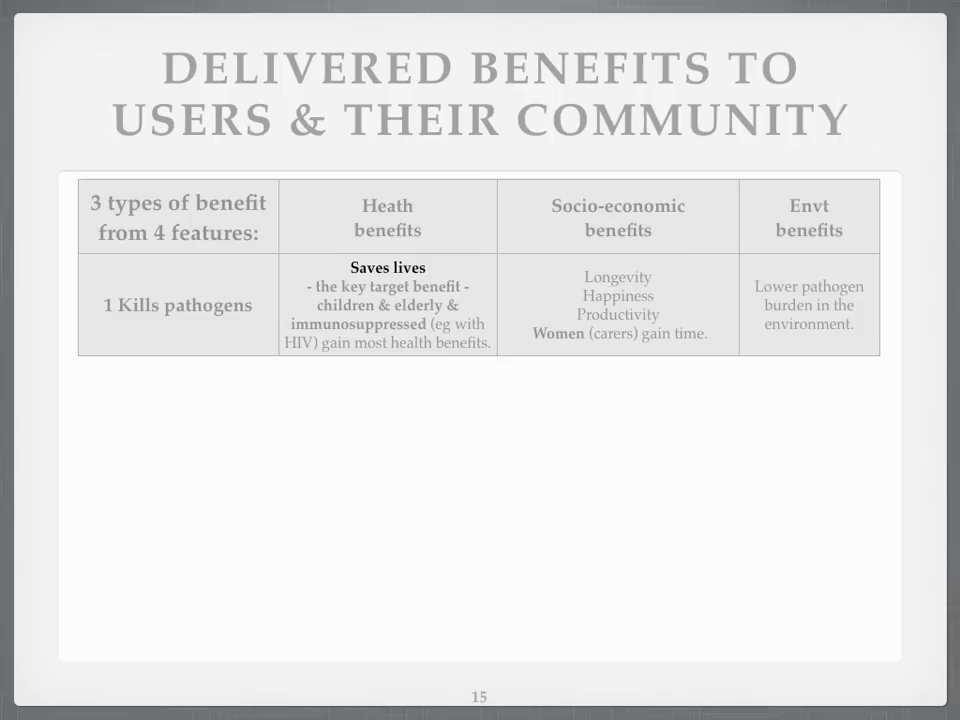 DELIVERED BENEFITS TO
USERS & THEIR COMMUNITY
3 types of benefit
from 4 features:
Heath
benefits
Socio-economic
benefits
Envt
benefits
1 Kills pathogens
Saves lives
- the key target benefit -
children & elderly &
immunosuppressed (eg with
HIV) gain most health benefits.
Longevity
Happiness
Productivity
Women (carers) gain time.
Lower pathogen
burden in the
environment.
15